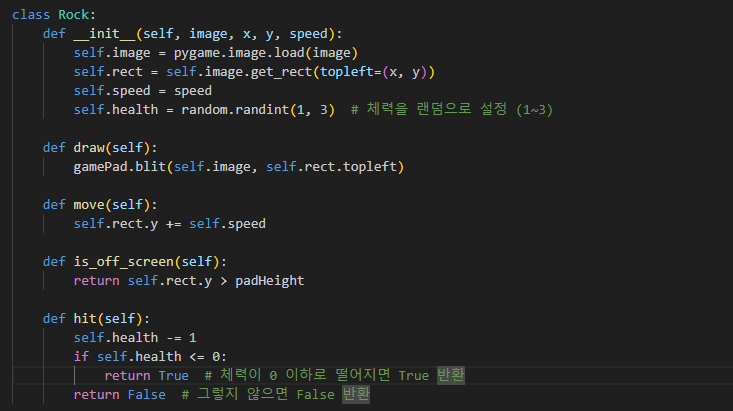 class Rock:
    def __init__(self, image, x, y, speed):
        self.image = pygame.image.load(image)
        self.rect = self.image.get_rect(topleft=(x, y))
        self.speed = speed
        self.health = random.randint(1, 3)  # 체력을 랜덤으로 설정 (1~3)

    def draw(self):
        gamePad.blit(self.image, self.rect.topleft)

    def move(self):
        self.rect.y += self.speed

    def is_off_screen(self):
        return self.rect.y > padHeight

    def hit(self):
        self.health -= 1
        if self.health <= 0:
            return True  # 체력이 0 이하로 떨어지면 True 반환
        return False  # 그렇지 않으면 False 반환